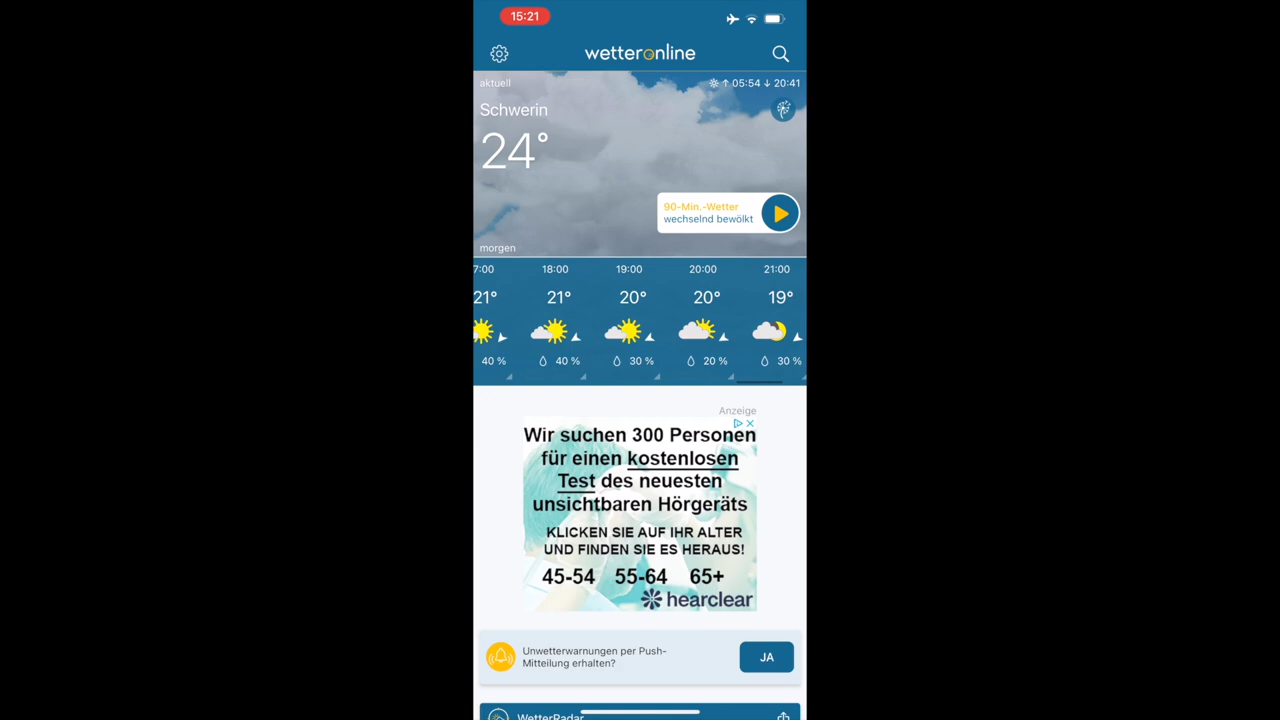 15:21
wetteronline
aktuell
↑ 05:54 ↓ 20:41
Schwerin
24°
90-Min.-Wetter
wechselnd bewölkt
morgen
7:00 18:00 19:00 20:00 21:00
21° 21° 20° 20° 19°
40 % 40 % 30 % 20 % 30 %
Anzeige
Wir suchen 300 Personen
für einen kostenlosen
Test des neuesten
unsichtbaren Hörgeräts
KLICKEN SIE AUF IHR ALTER
UND FINDEN SIE ES HERAUS!
45-54 55-64 65+
hearclear
Unwetterwarnungen per Push-
Mitteilung erhalten?
JA
WetterRadar